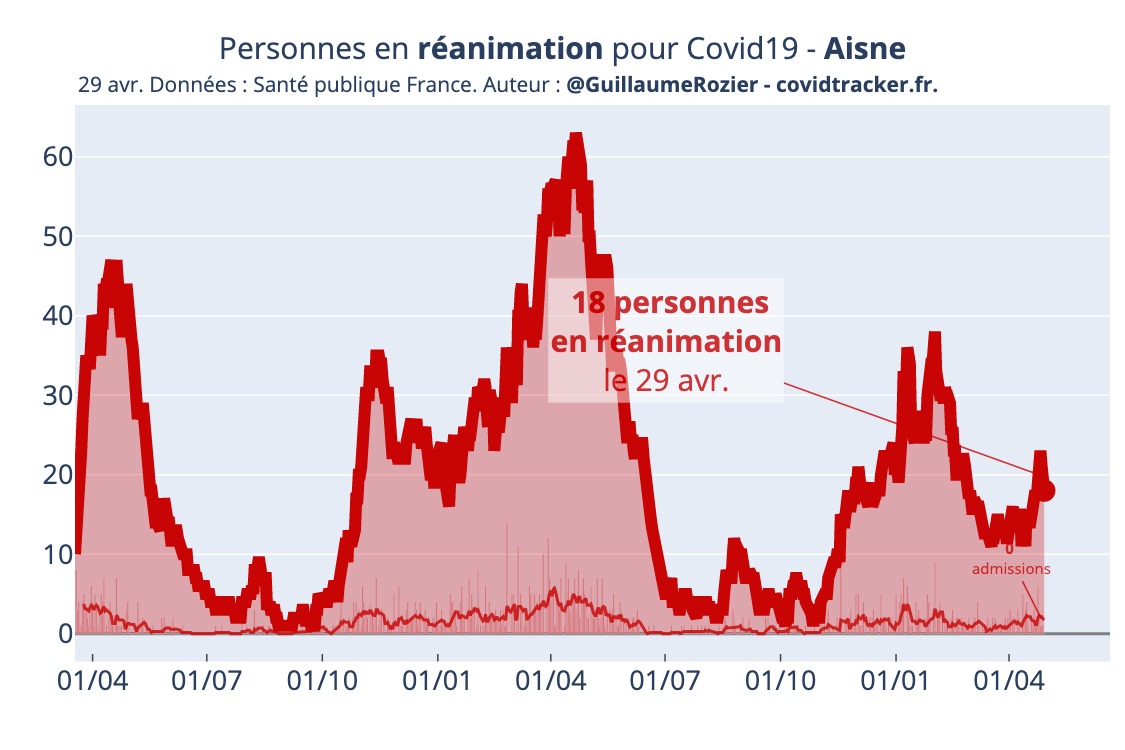 Personnes en réanimation pour Covid19 - Aisne
29 avr. Données : Santé publique France. Auteur : @GuillaumeRozier - covidtracker.fr.
60
50
40
30
20
10
0
18 personnes
en réanimation
le 29 avr.
0
admissions
01/04 01/07 01/10 01/01 01/04 01/07 01/10 01/01 01/04